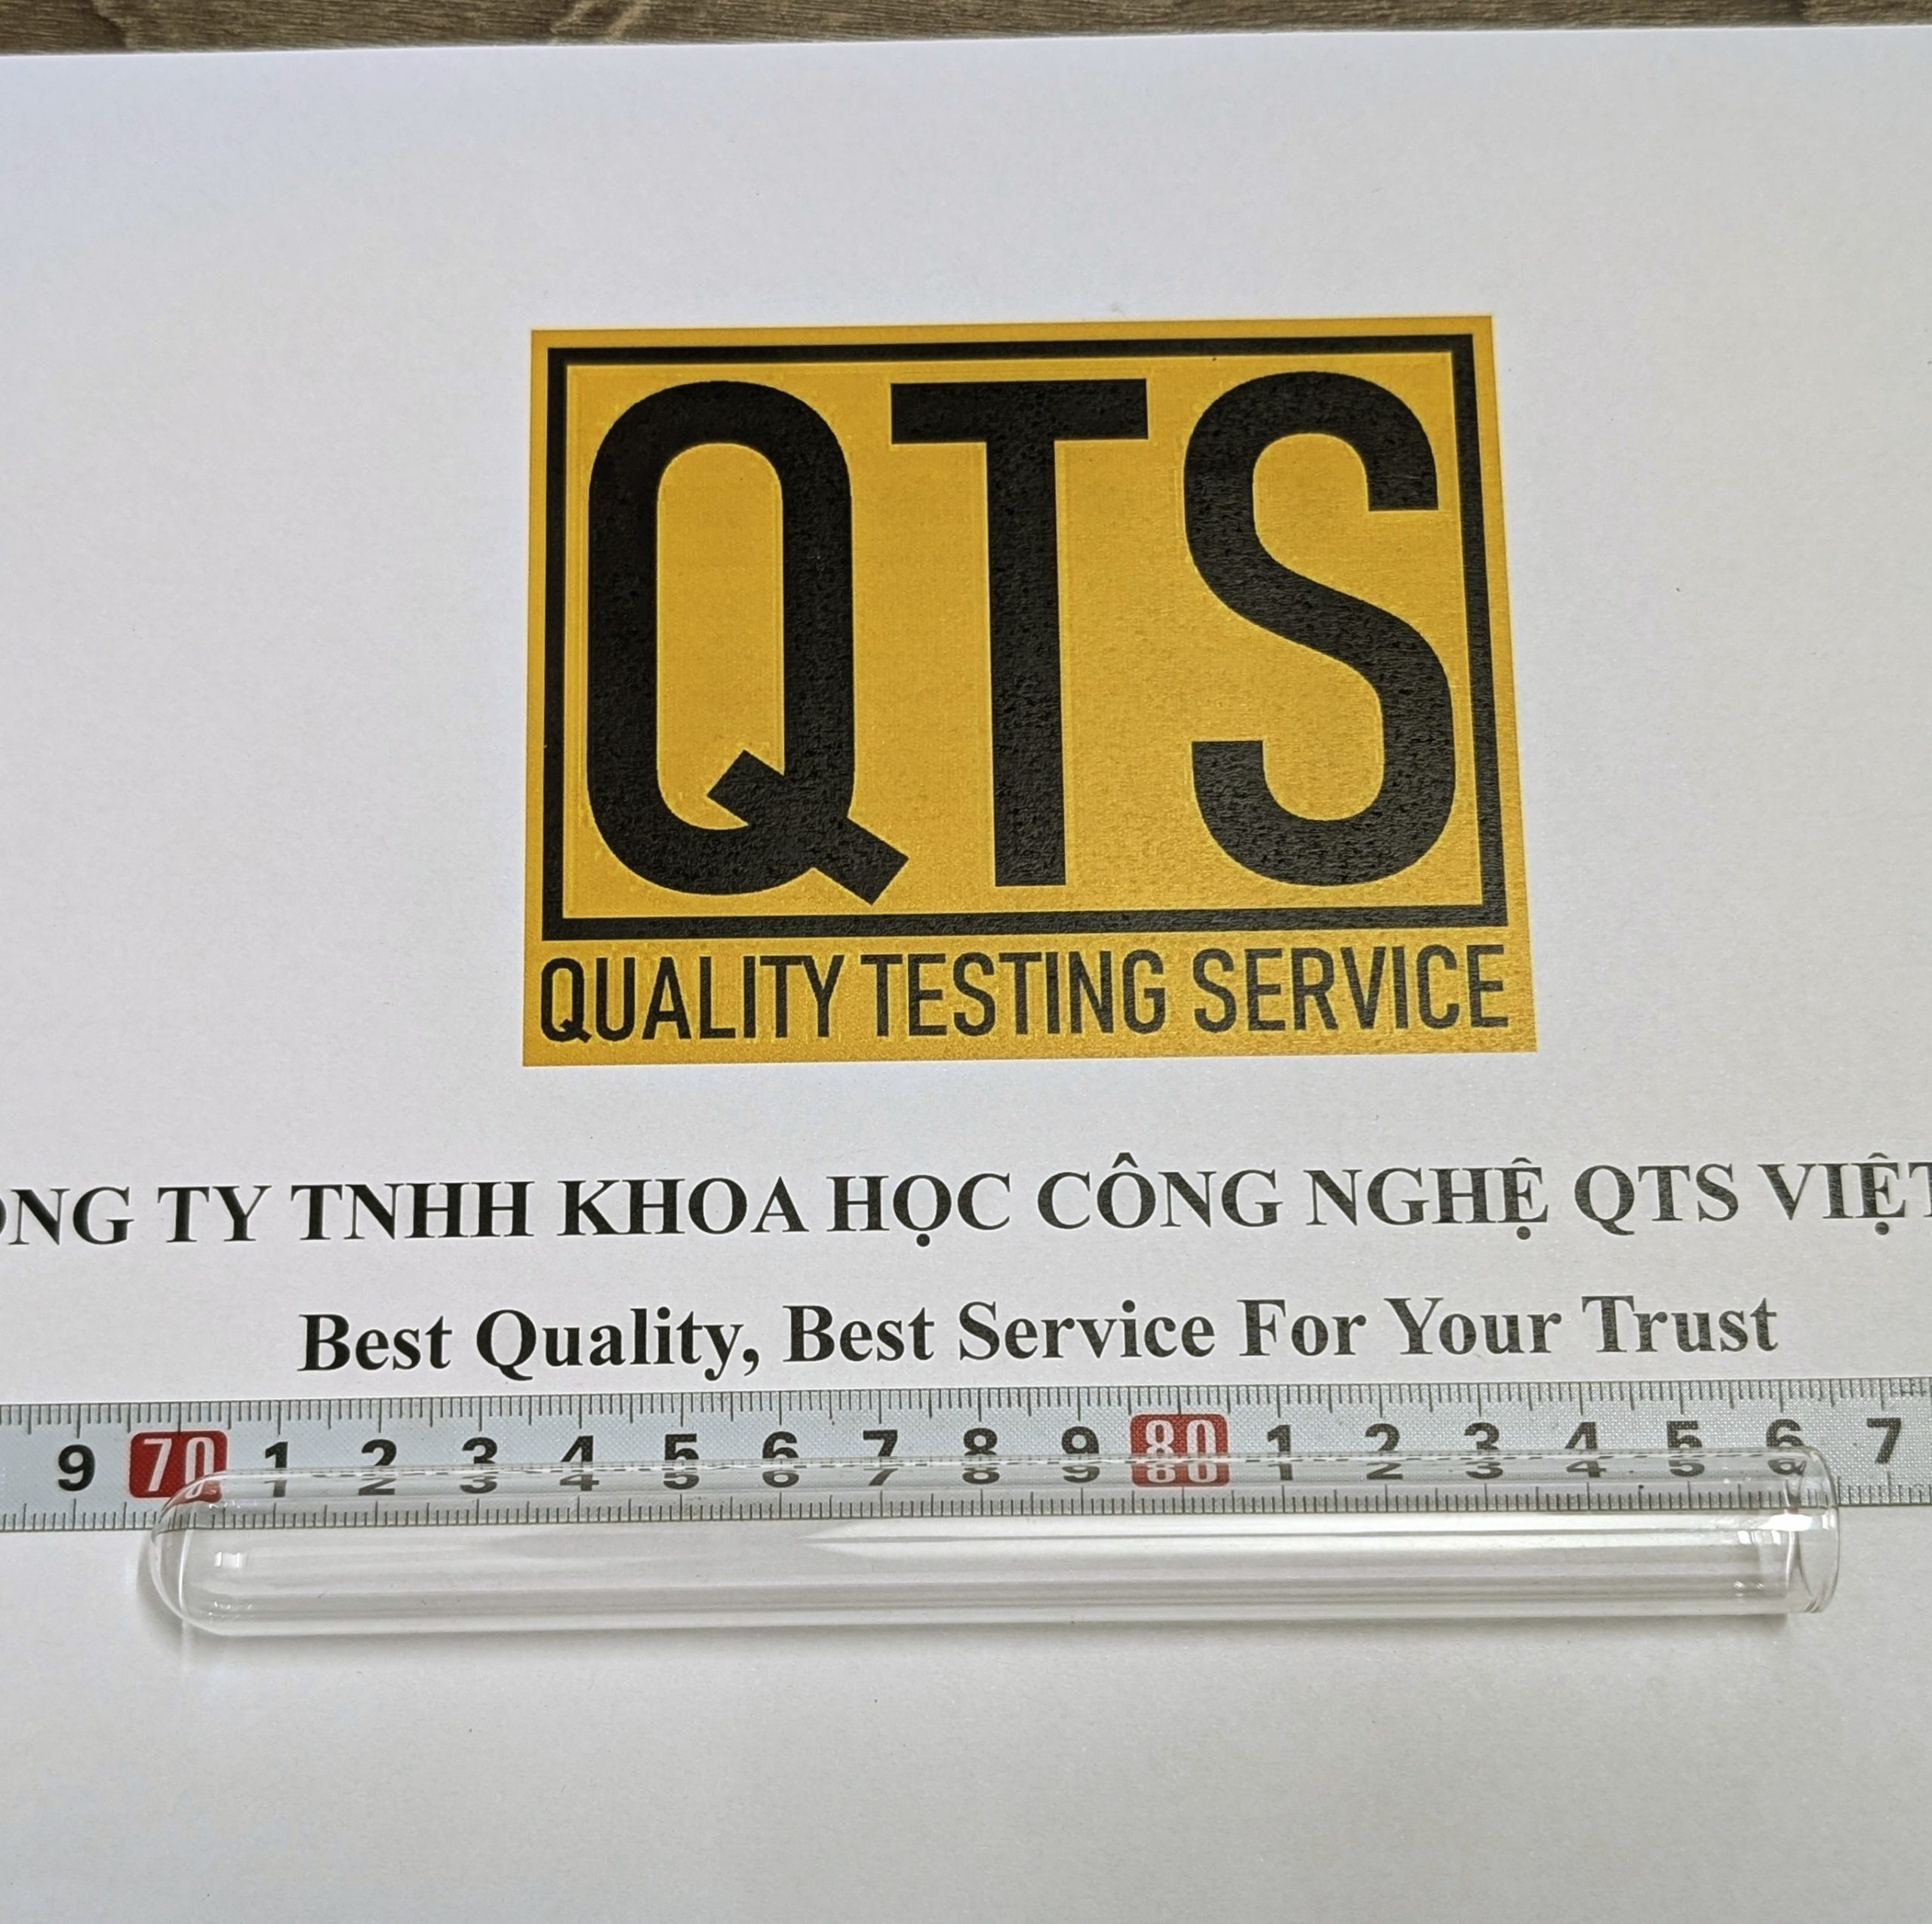 QTS
QUALITY TESTING SERVICE
TY TNHH KHOA HỌC CÔNG NGHỆ QTS VIỆT
Best Quality, Best Service For Your Trust
9 70 1 2 3 4 5 6 7 8 9 80 1 2 3 4 5 6 7